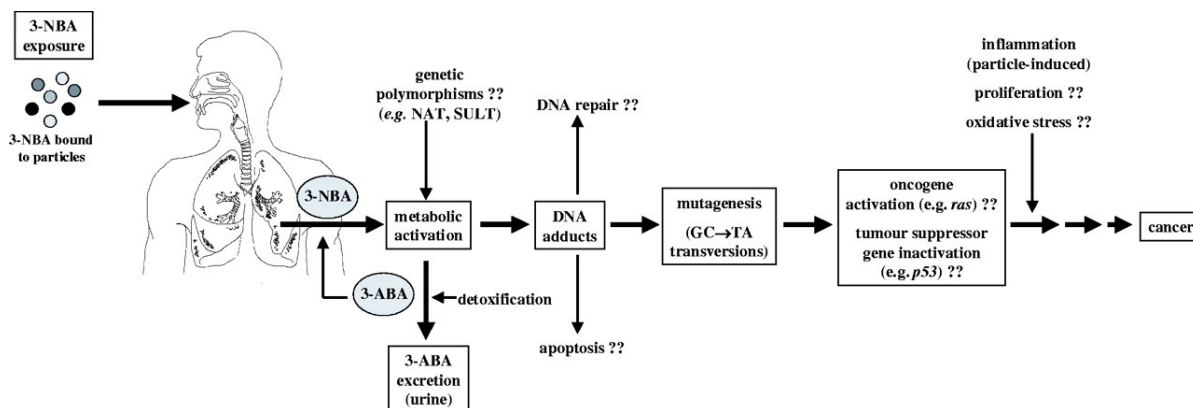 3-NBA
exposure
3-NBA bound
to particles
genetic
polymorphisms ??
(e.g. NAT, SULT)
3-NBA
3-ABA
metabolic
activation
detoxification
3-ABA
excretion
(urine)
DNA repair ??
DNA
adducts
apoptosis ??
mutagenesis
(GC→TA
transversions)
oncogene
activation (e.g. ras) ??
tumour suppressor
gene inactivation
(e.g. p53) ??
inflammation
(particle-induced)
proliferation ??
oxidative stress ??
cancer